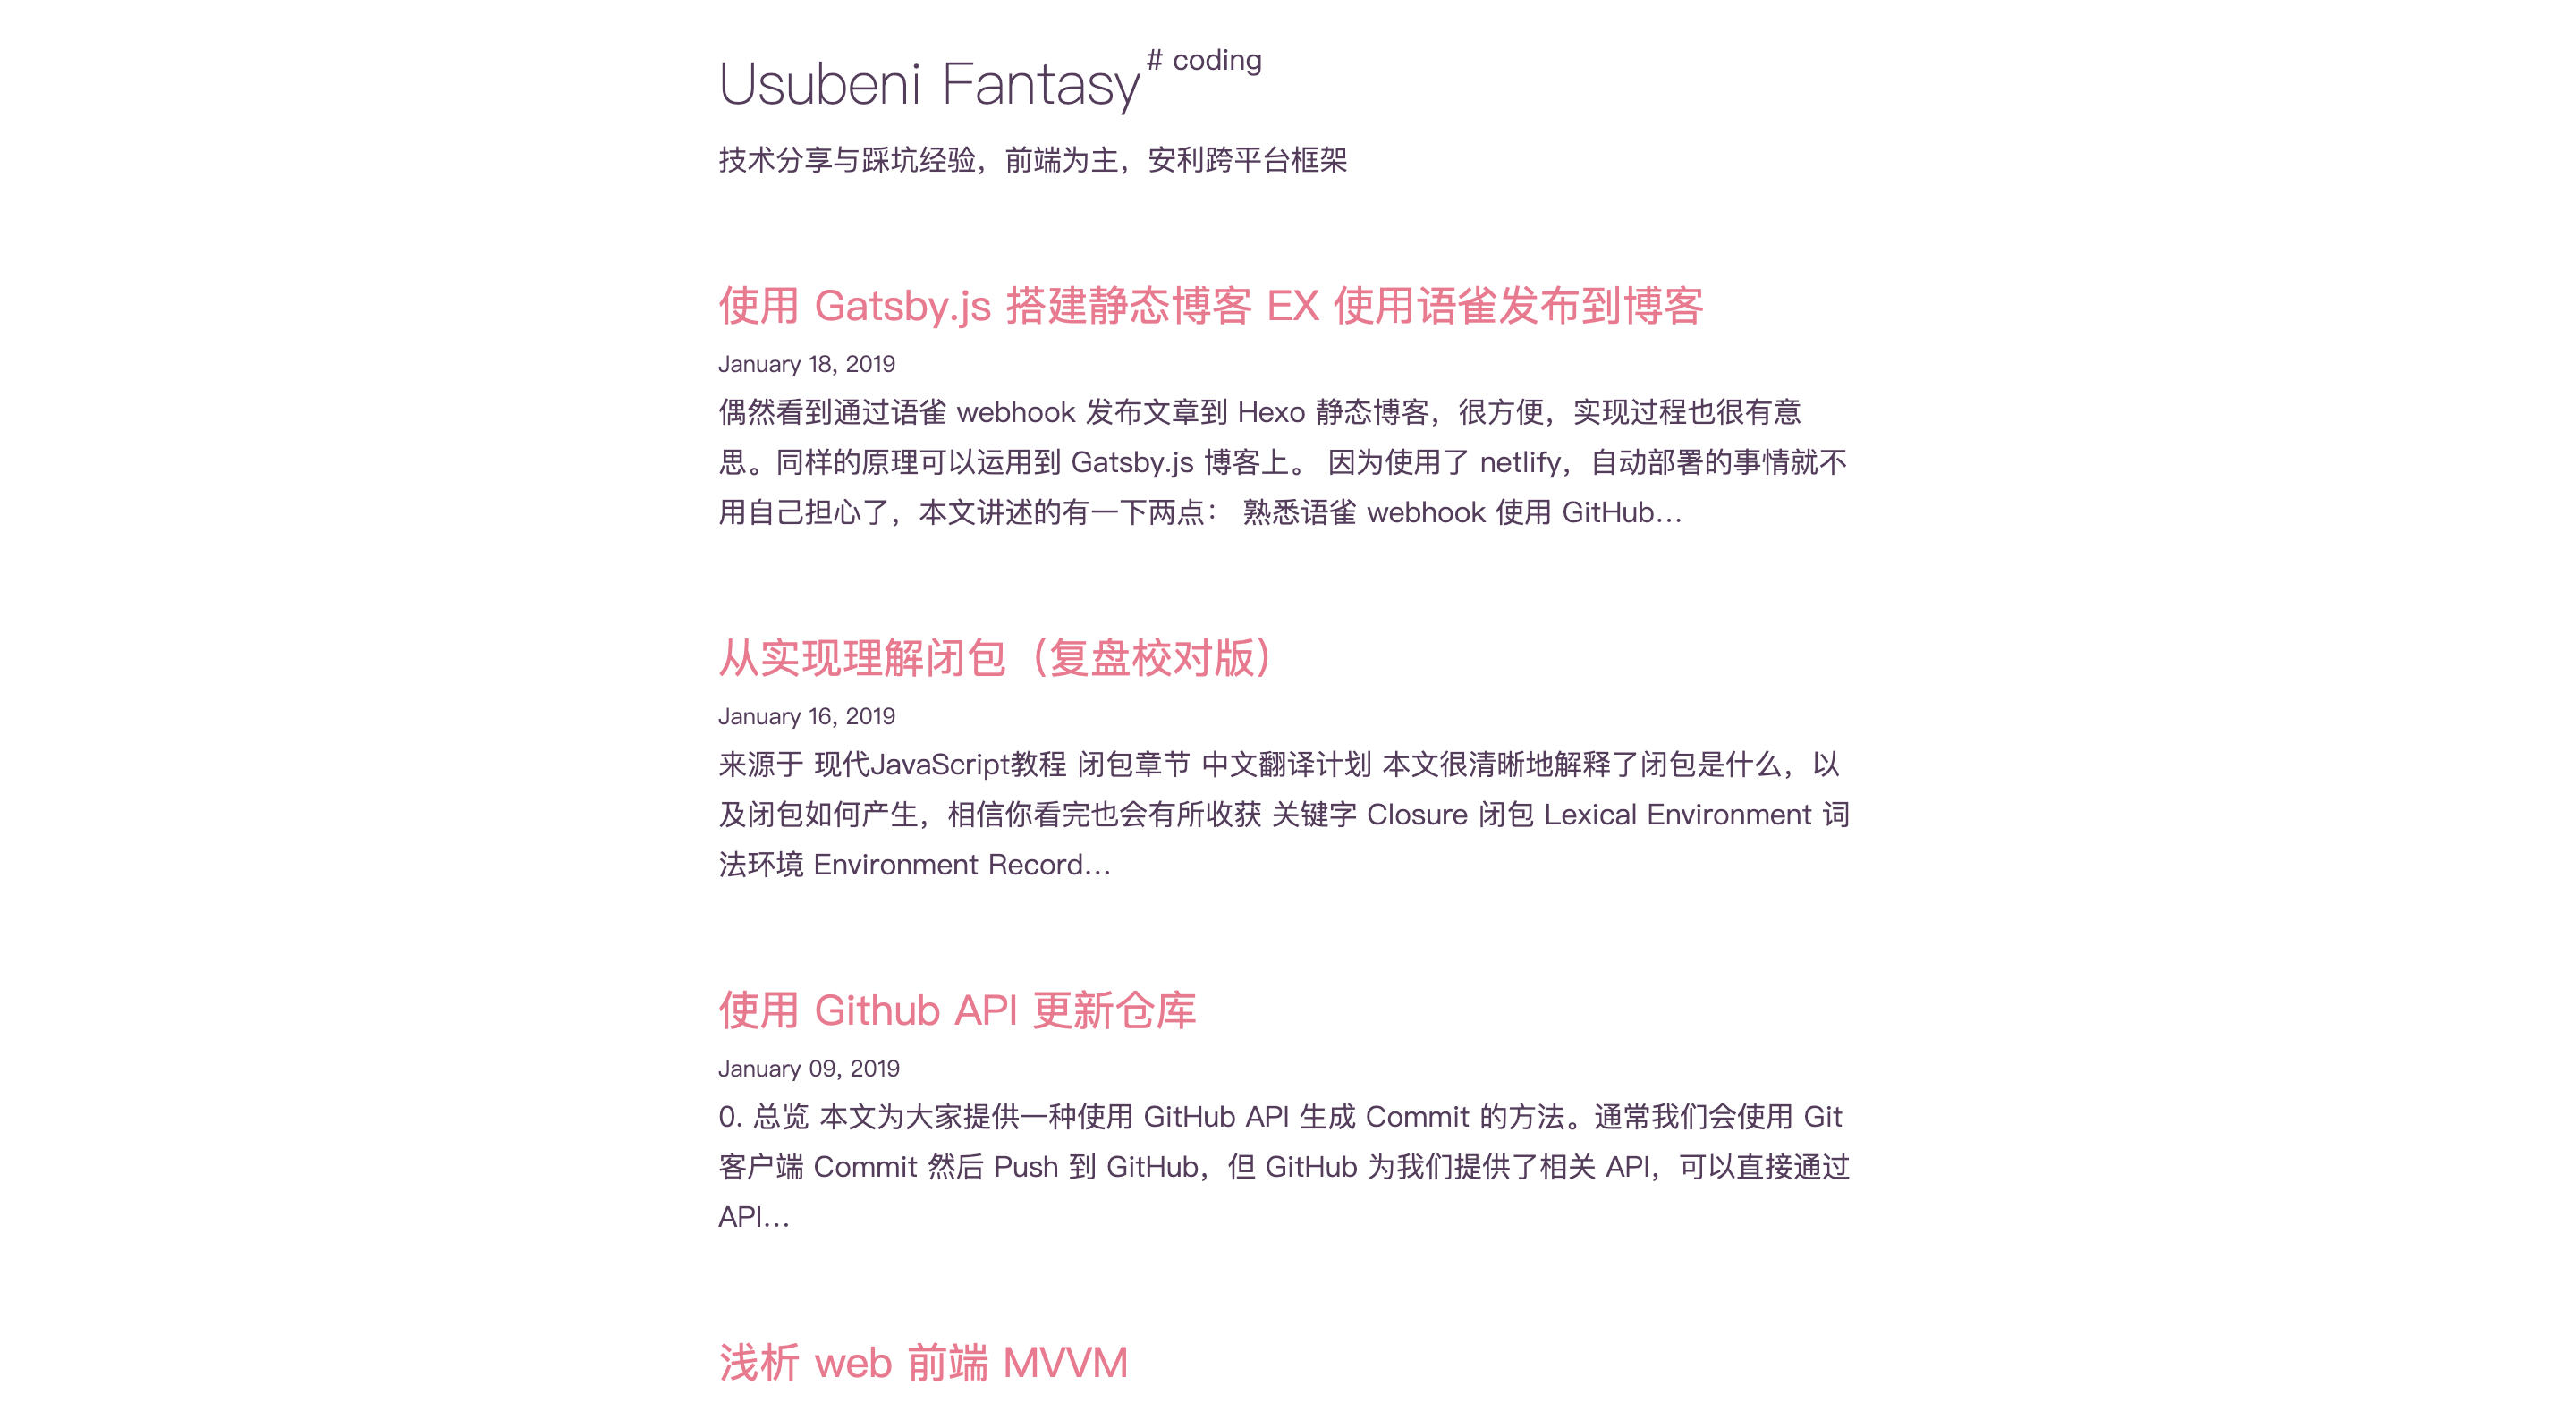 Usubeni Fantasy # coding
技术分享与踩坑经验，前端为主，安利跨平台框架
使用 Gatsby.js 搭建静态博客 EX 使用语雀发布到博客
January 18, 2019
偶然看到通过语雀 webhook 发布文章到 Hexo 静态博客，很方便，实现过程也很有意
思。同样的原理可以运用到 Gatsby.js 博客上。 因为使用了 netlify，自动部署的事情就不
用自己担心了，本文讲述的有一下两点： 熟悉语雀 webhook 使用 GitHub…
从实现理解闭包（复盘校对版）
January 16, 2019
来源于 现代JavaScript教程 闭包章节 中文翻译计划 本文很清晰地解释了闭包是什么，以
及闭包如何产生，相信你看完也会有所收获 关键字 Closure 闭包 Lexical Environment 词
法环境 Environment Record…
使用 Github API 更新仓库
January 09, 2019
0. 总览 本文为大家提供一种使用 GitHub API 生成 Commit 的方法。通常我们会使用 Git
客户端 Commit 然后 Push 到 GitHub，但 GitHub 为我们提供了相关 API，可以直接通过
API…
浅析 web 前端 MVVM